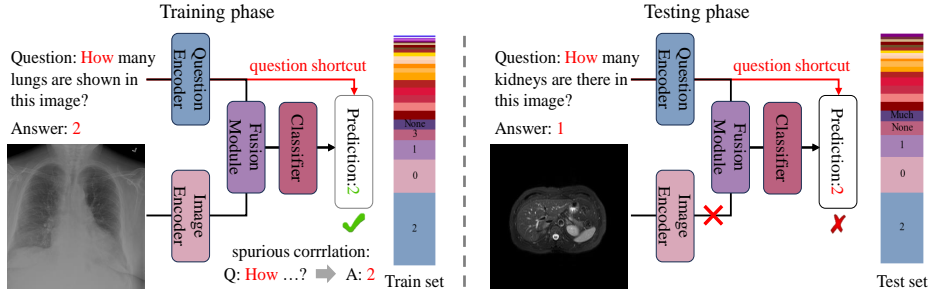 Training phase
Question: How many
lungs are shown in
this image?
Answer: 2
Question
Encoder
question shortcut
Fusion
Module
Classifier
Prediction:2
Image
Encoder
spurious corrrlation:
Q: How ...? A: 2
None
3
1
0
2
Train set
Testing phase
Question: How many
kidneys are there in
this image?
Answer: 1
Question
Encoder
question shortcut
Fusion
Module
Classifier
Prediction:2
Image
Encoder
Much
None
1
0
2
Test set